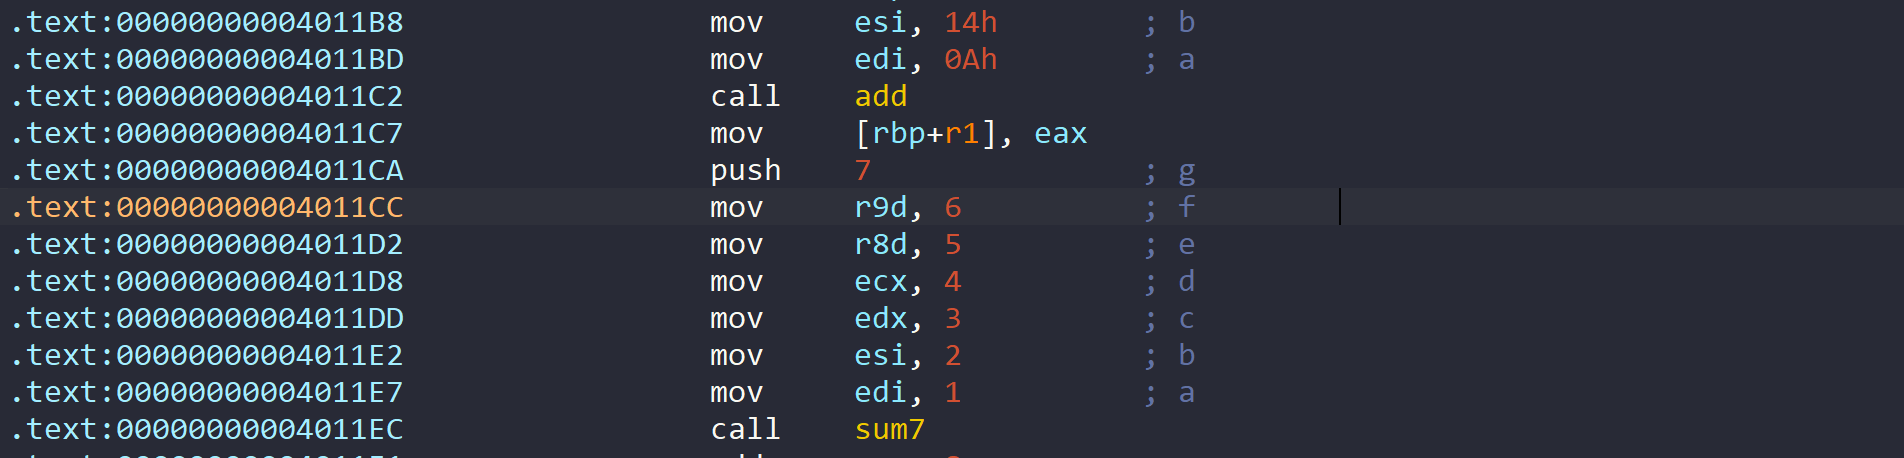 .text:00000000004011B8 mov esi, 14h ; b
.text:00000000004011BD mov edi, 0Ah ; a
.text:00000000004011C2 call add
.text:00000000004011C7 mov [rbp+r1], eax
.text:00000000004011CA push 7 ; g
.text:00000000004011CC mov r9d, 6 ; f
.text:00000000004011D2 mov r8d, 5 ; e
.text:00000000004011D8 mov ecx, 4 ; d
.text:00000000004011DD mov edx, 3 ; c
.text:00000000004011E2 mov esi, 2 ; b
.text:00000000004011E7 mov edi, 1 ; a
.text:00000000004011EC call sum7